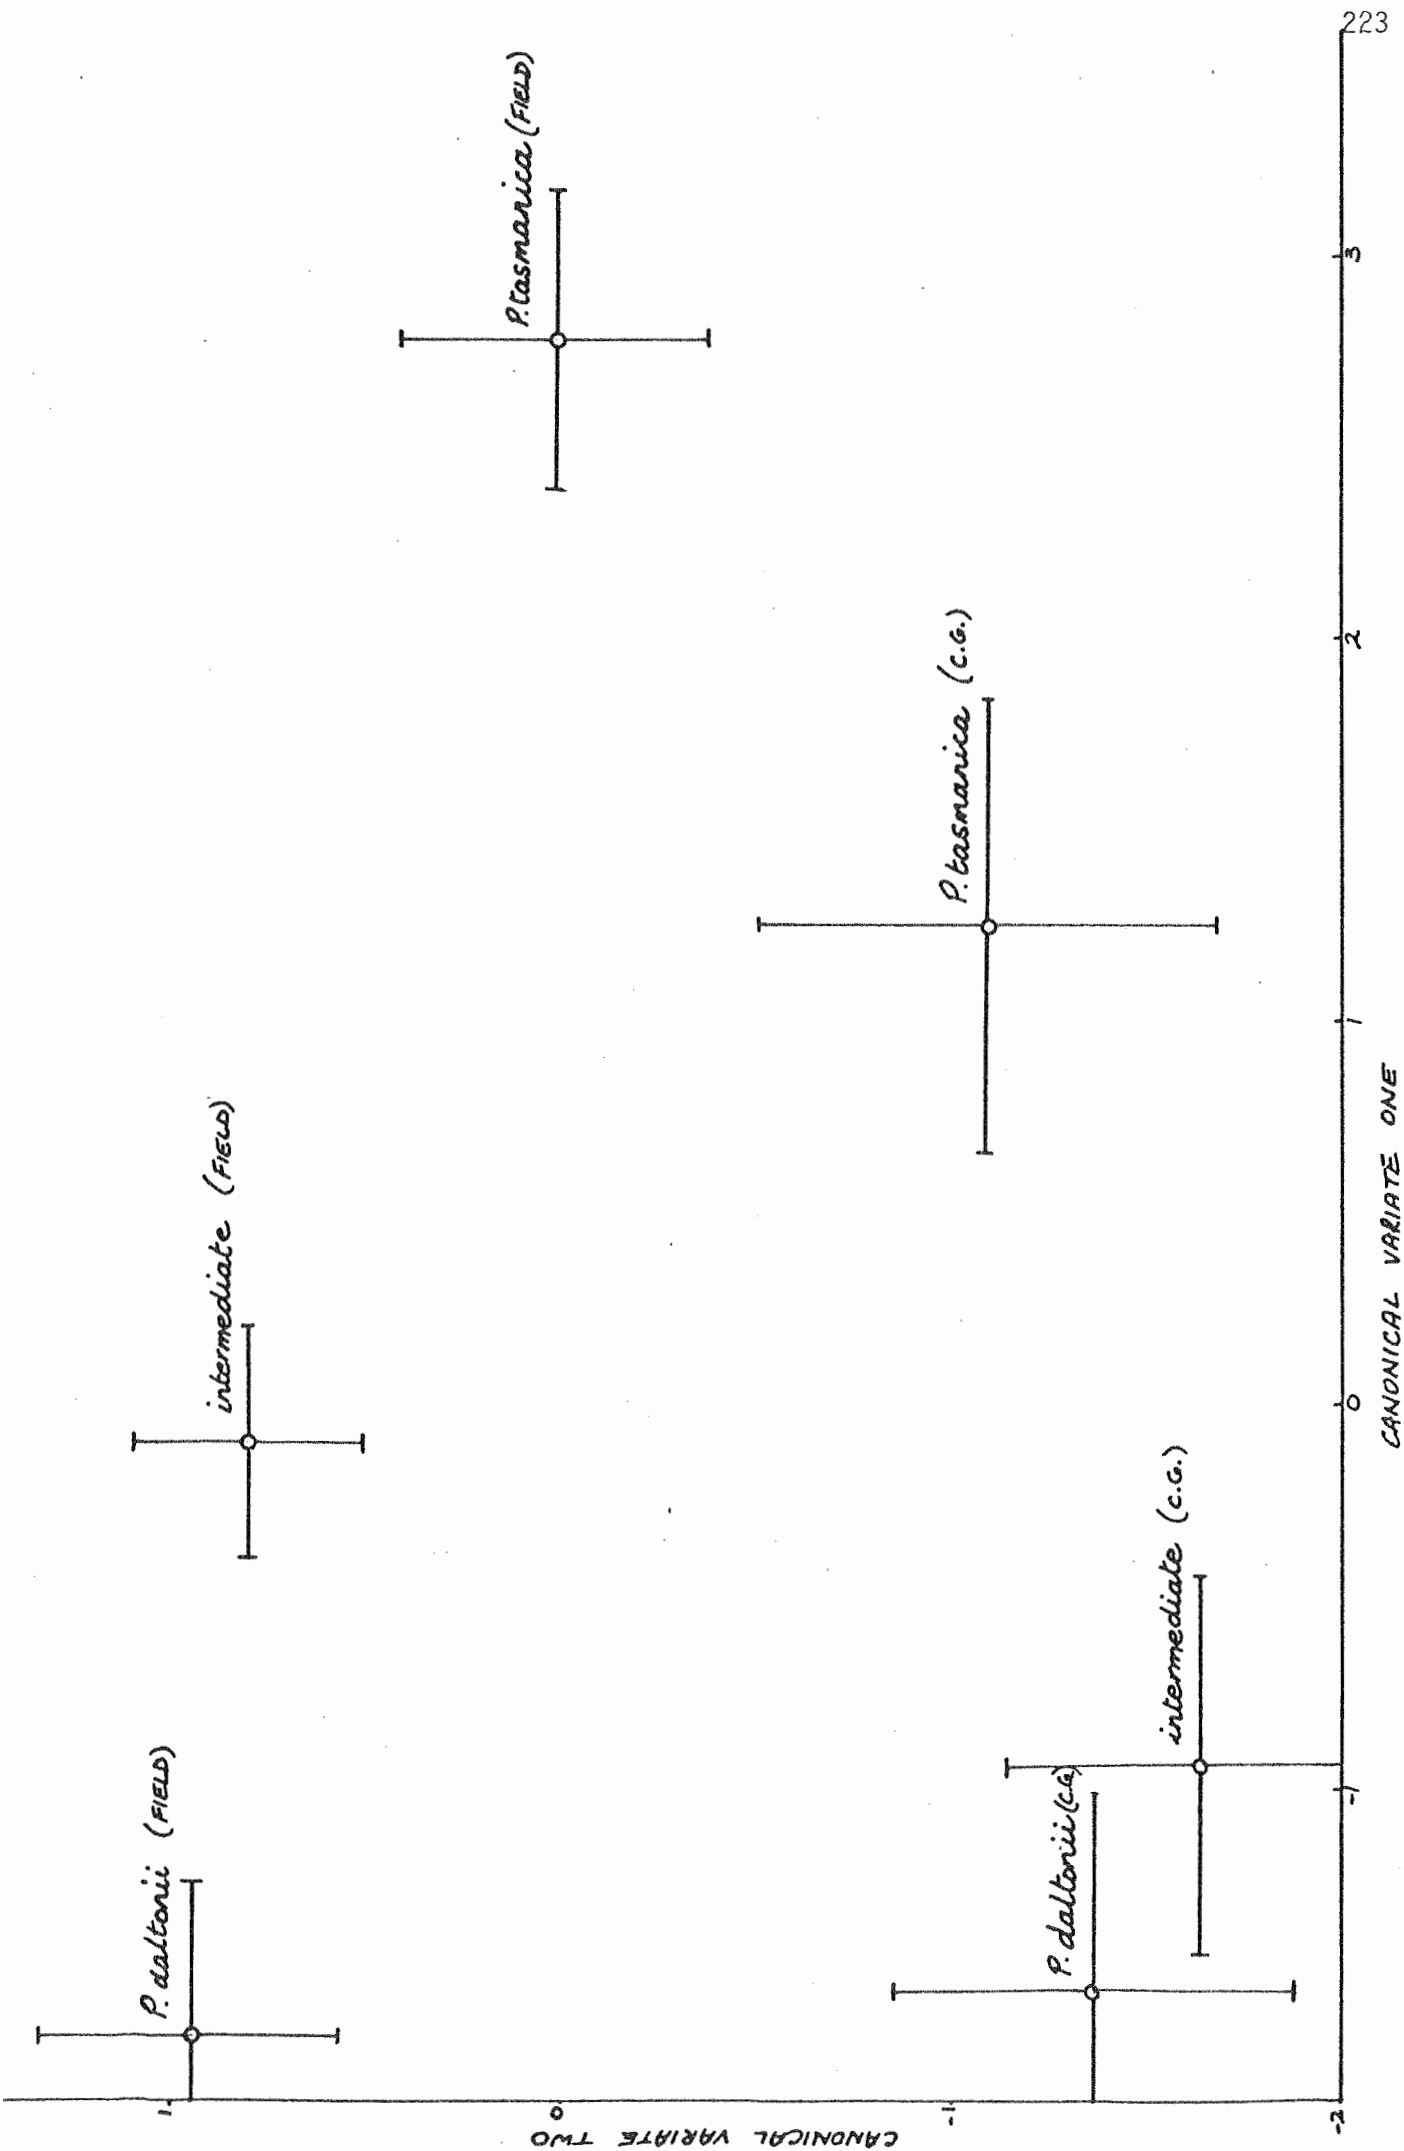 223
P. daltonii (FIELD)
intermediate (FIELD)
P. tasmanica (FIELD)
P. tasmanica (C.G.)
P. daltonii (C.G.)
intermediate (C.G.)
1
0
-1
-2
CANONICAL VARIATE TWO
-1
0
1
2
3
CANONICAL VARIATE ONE